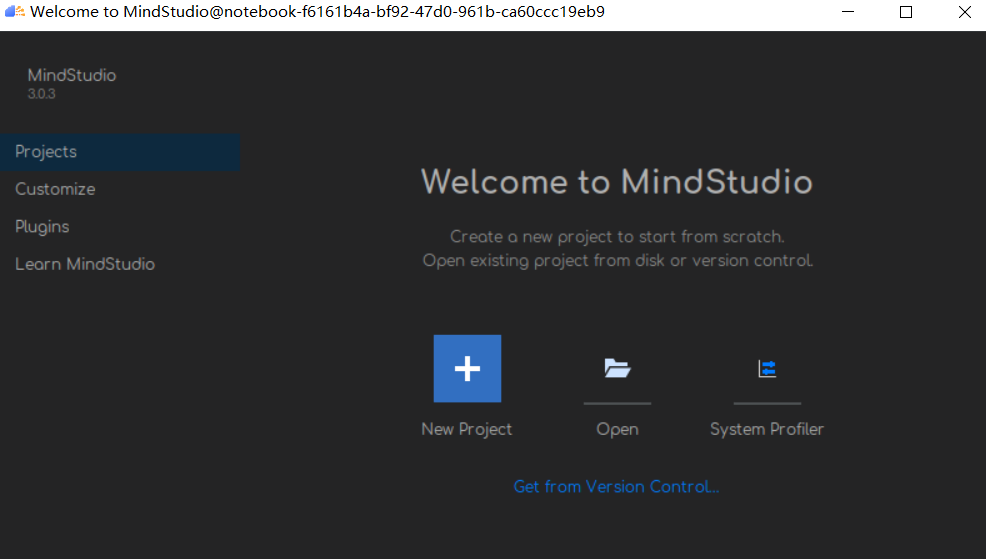 Welcome to MindStudio@notebook-f6161b4a-bf92-47d0-961b-ca60ccc19eb9
MindStudio
3.0.3
Projects
Customize
Plugins
Learn MindStudio
Welcome to MindStudio
Create a new project to start from scratch.
Open existing project from disk or version control.
New Project
Open
System Profiler
Get from Version Control...